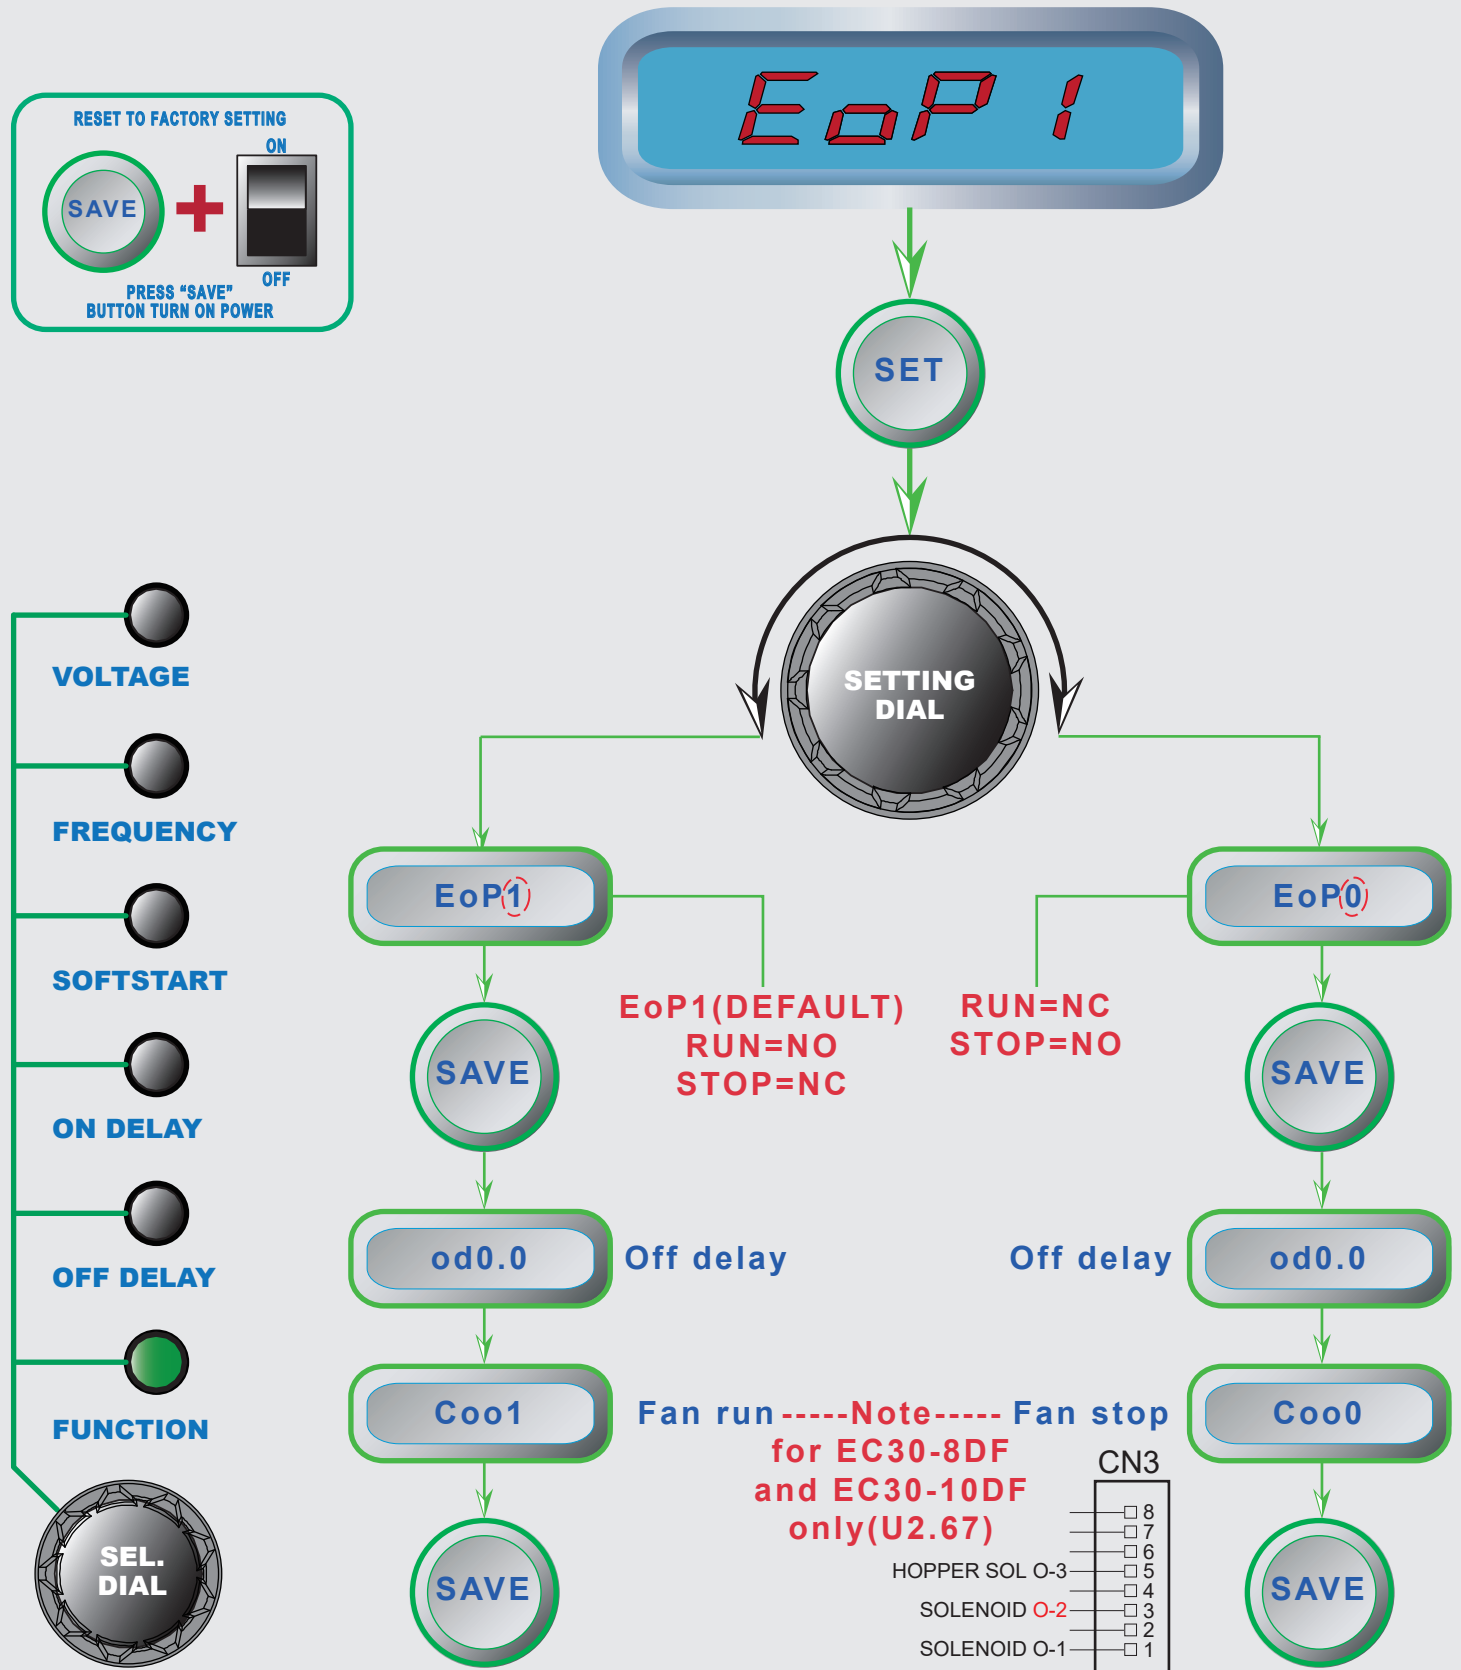 EoP1
RESET TO FACTORY SETTING
ON
SAVE
OFF
PRESS “SAVE”
BUTTON TURN ON POWER
SET
SETTING
DIAL
VOLTAGE
FREQUENCY
SOFTSTART
ON DELAY
OFF DELAY
FUNCTION
SEL.
DIAL
EoP1
EoP1(DEFAULT)
RUN=NO
STOP=NC
SAVE
od0.0
Off delay
Coo1
Fan run
SAVE
EoP0
RUN=NC
STOP=NO
SAVE
Off delay
od0.0
Fan stop
Coo0
SAVE
-----Note-----
for EC30-8DF
and EC30-10DF
only(U2.67)
CN3
8
7
6
HOPPER SOL O-3 5
4
SOLENOID O-2 3
2
SOLENOID O-1 1